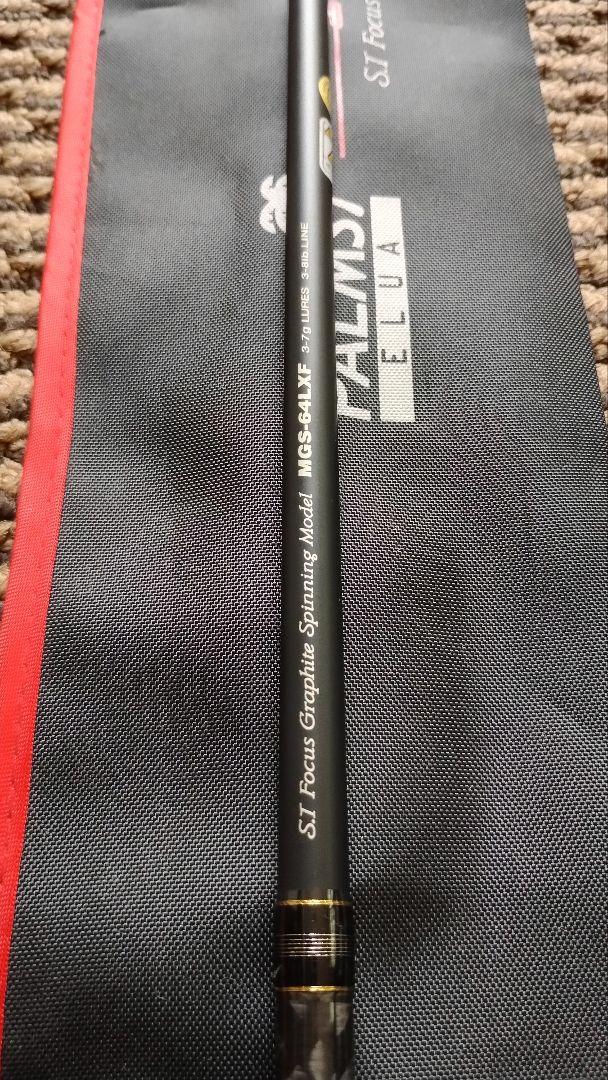 S.T Focus Graphite Spinning Model MGS-64LXF 3-7g LURES 3-8lb.LINE
PALMS
ELUA
S.T Focus